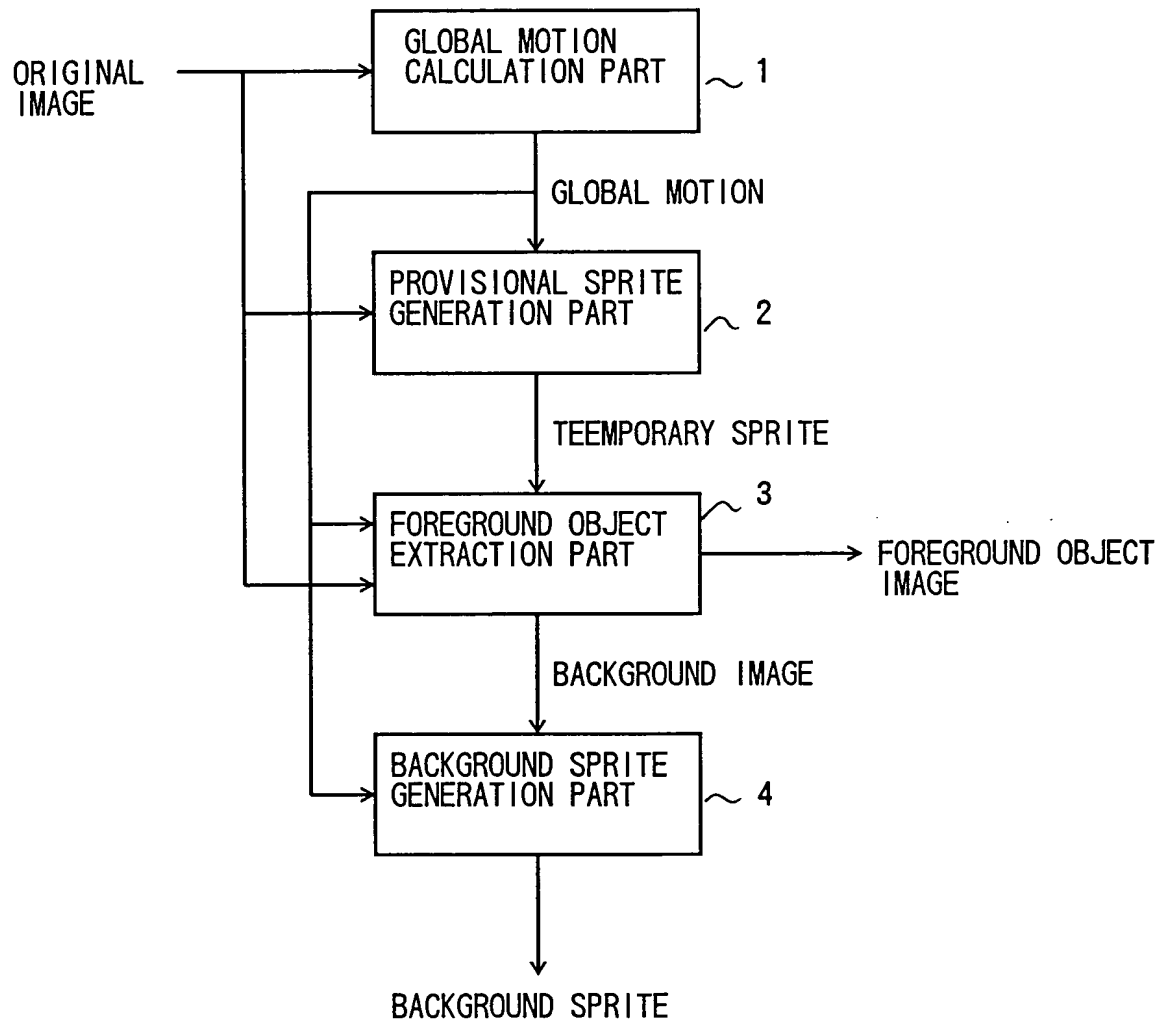 GLOBAL MOTION
CALCULATION PART
1
ORIGINAL
IMAGE
GLOBAL MOTION
PROVISIONAL SPRITE
GENERATION PART
2
TEEMPORARY SPRITE
3
FOREGROUND OBJECT
EXTRACTION PART
FOREGROUND OBJECT
IMAGE
BACKGROUND IMAGE
BACKGROUND SPRITE
GENERATION PART
4
BACKGROUND SPRITE